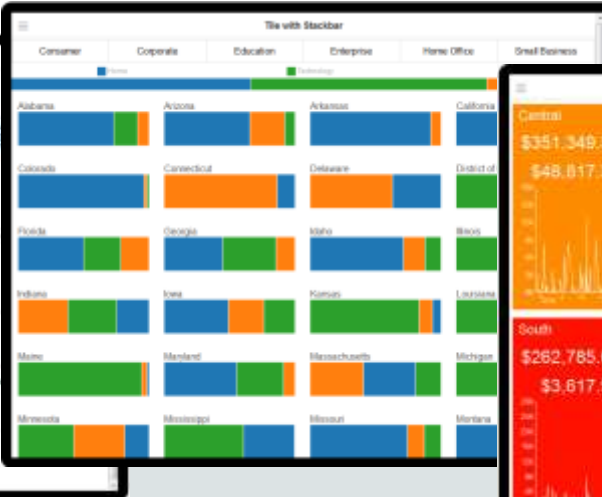 Tile with Stackbar
Consumer Corporate Education Enterprise Home Office Small Business
Home Technology
Alabama Arizona Arkansas California
Colorado Connecticut Delaware District of
Florida Georgia Idaho Illinois
Indiana Iowa Kansas Louisiana
Maine Maryland Massachusetts Michigan
Minnesota Mississippi Missouri Montana
Central
$351,349.
$48,817.
South
$262,785.
$3,617.